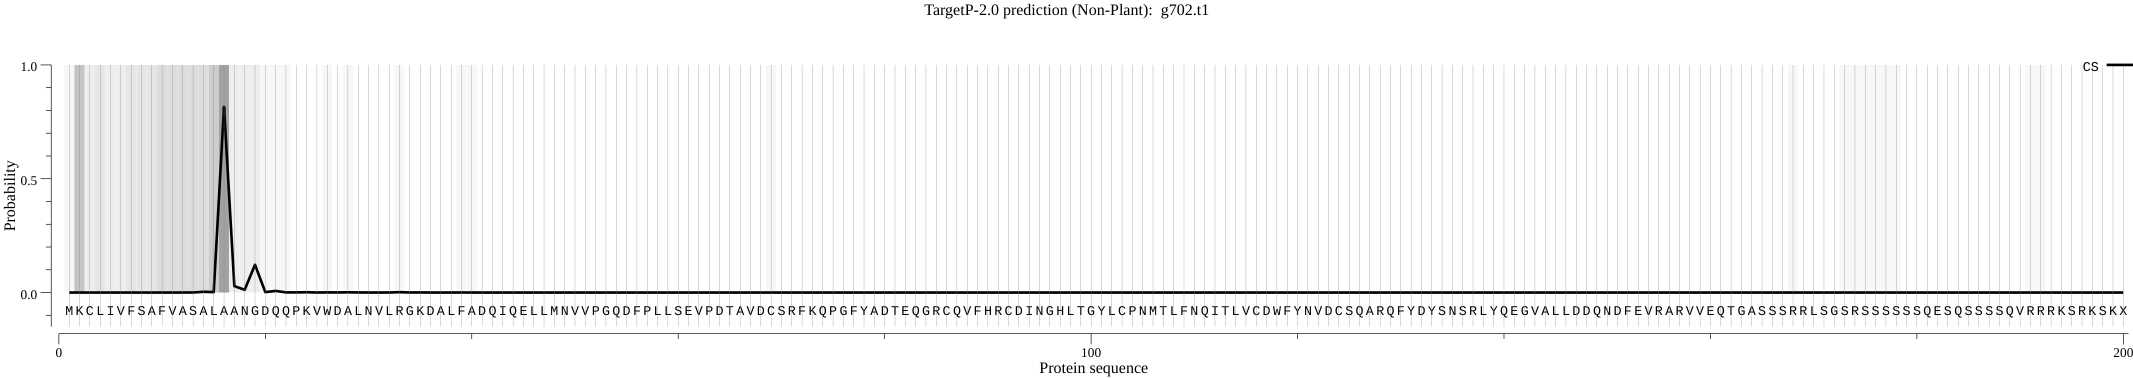 TargetP-2.0 prediction (Non-Plant): g702.t1
1.0
CS
0.5
Probability
0.0
MKCLIVFSAFVASALAANGDQQPKVWDALNVLRGKDALFADQIQELLMNVVPGQDFPLLSEVPDTAVDCSRFKQPGFYADTEQGRCQVFHRCDINGHLTGYLCPNMTLFNQITLVCDWFYNVDCSQARQFYDYSNSRLYQEGVALLDDQNDFEVRARVVEQTGASSSRRLSGSRSSSSSSQESQSSSSQVRRRKSRKSKX
0 100 200
Protein sequence